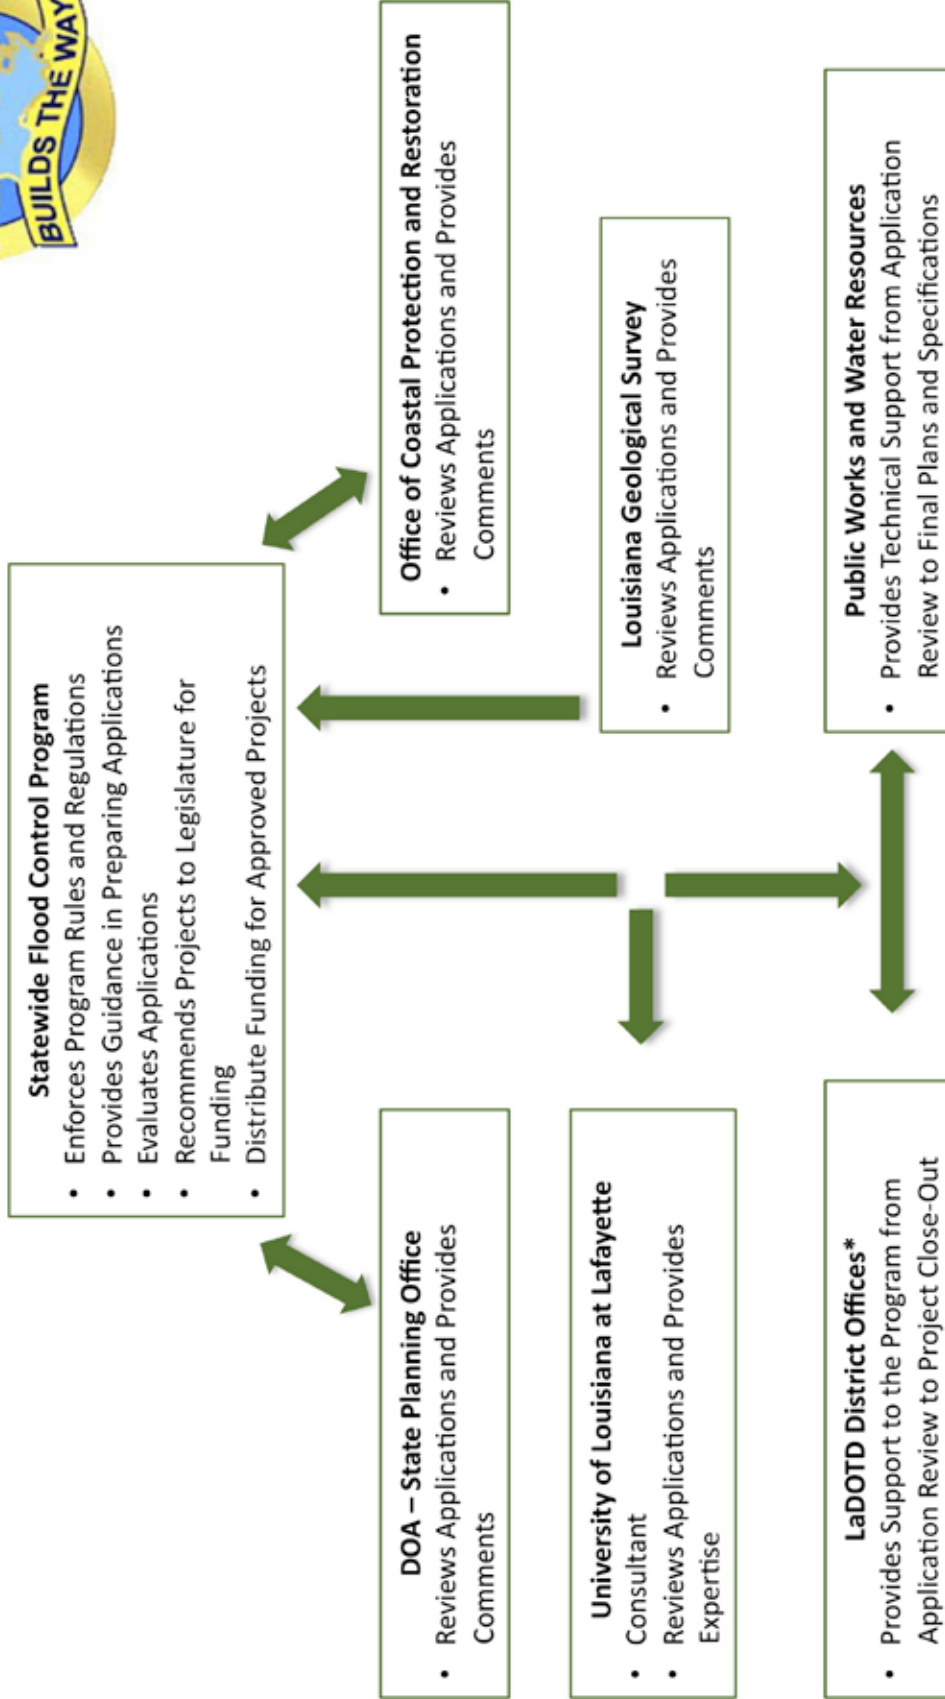 BUILDS THE WAY
Statewide Flood Control Program
• Enforces Program Rules and Regulations
• Provides Guidance in Preparing Applications
• Evaluates Applications
• Recommends Projects to Legislature for
Funding
• Distribute Funding for Approved Projects
DOA – State Planning Office
• Reviews Applications and Provides
Comments
Office of Coastal Protection and Restoration
• Reviews Applications and Provides
Comments
University of Louisiana at Lafayette
• Consultant
• Reviews Applications and Provides
Expertise
Louisiana Geological Survey
• Reviews Applications and Provides
Comments
LaDOTD District Offices*
• Provides Support to the Program from
Application Review to Project Close-Out
Public Works and Water Resources
• Provides Technical Support from Application
Review to Final Plans and Specifications